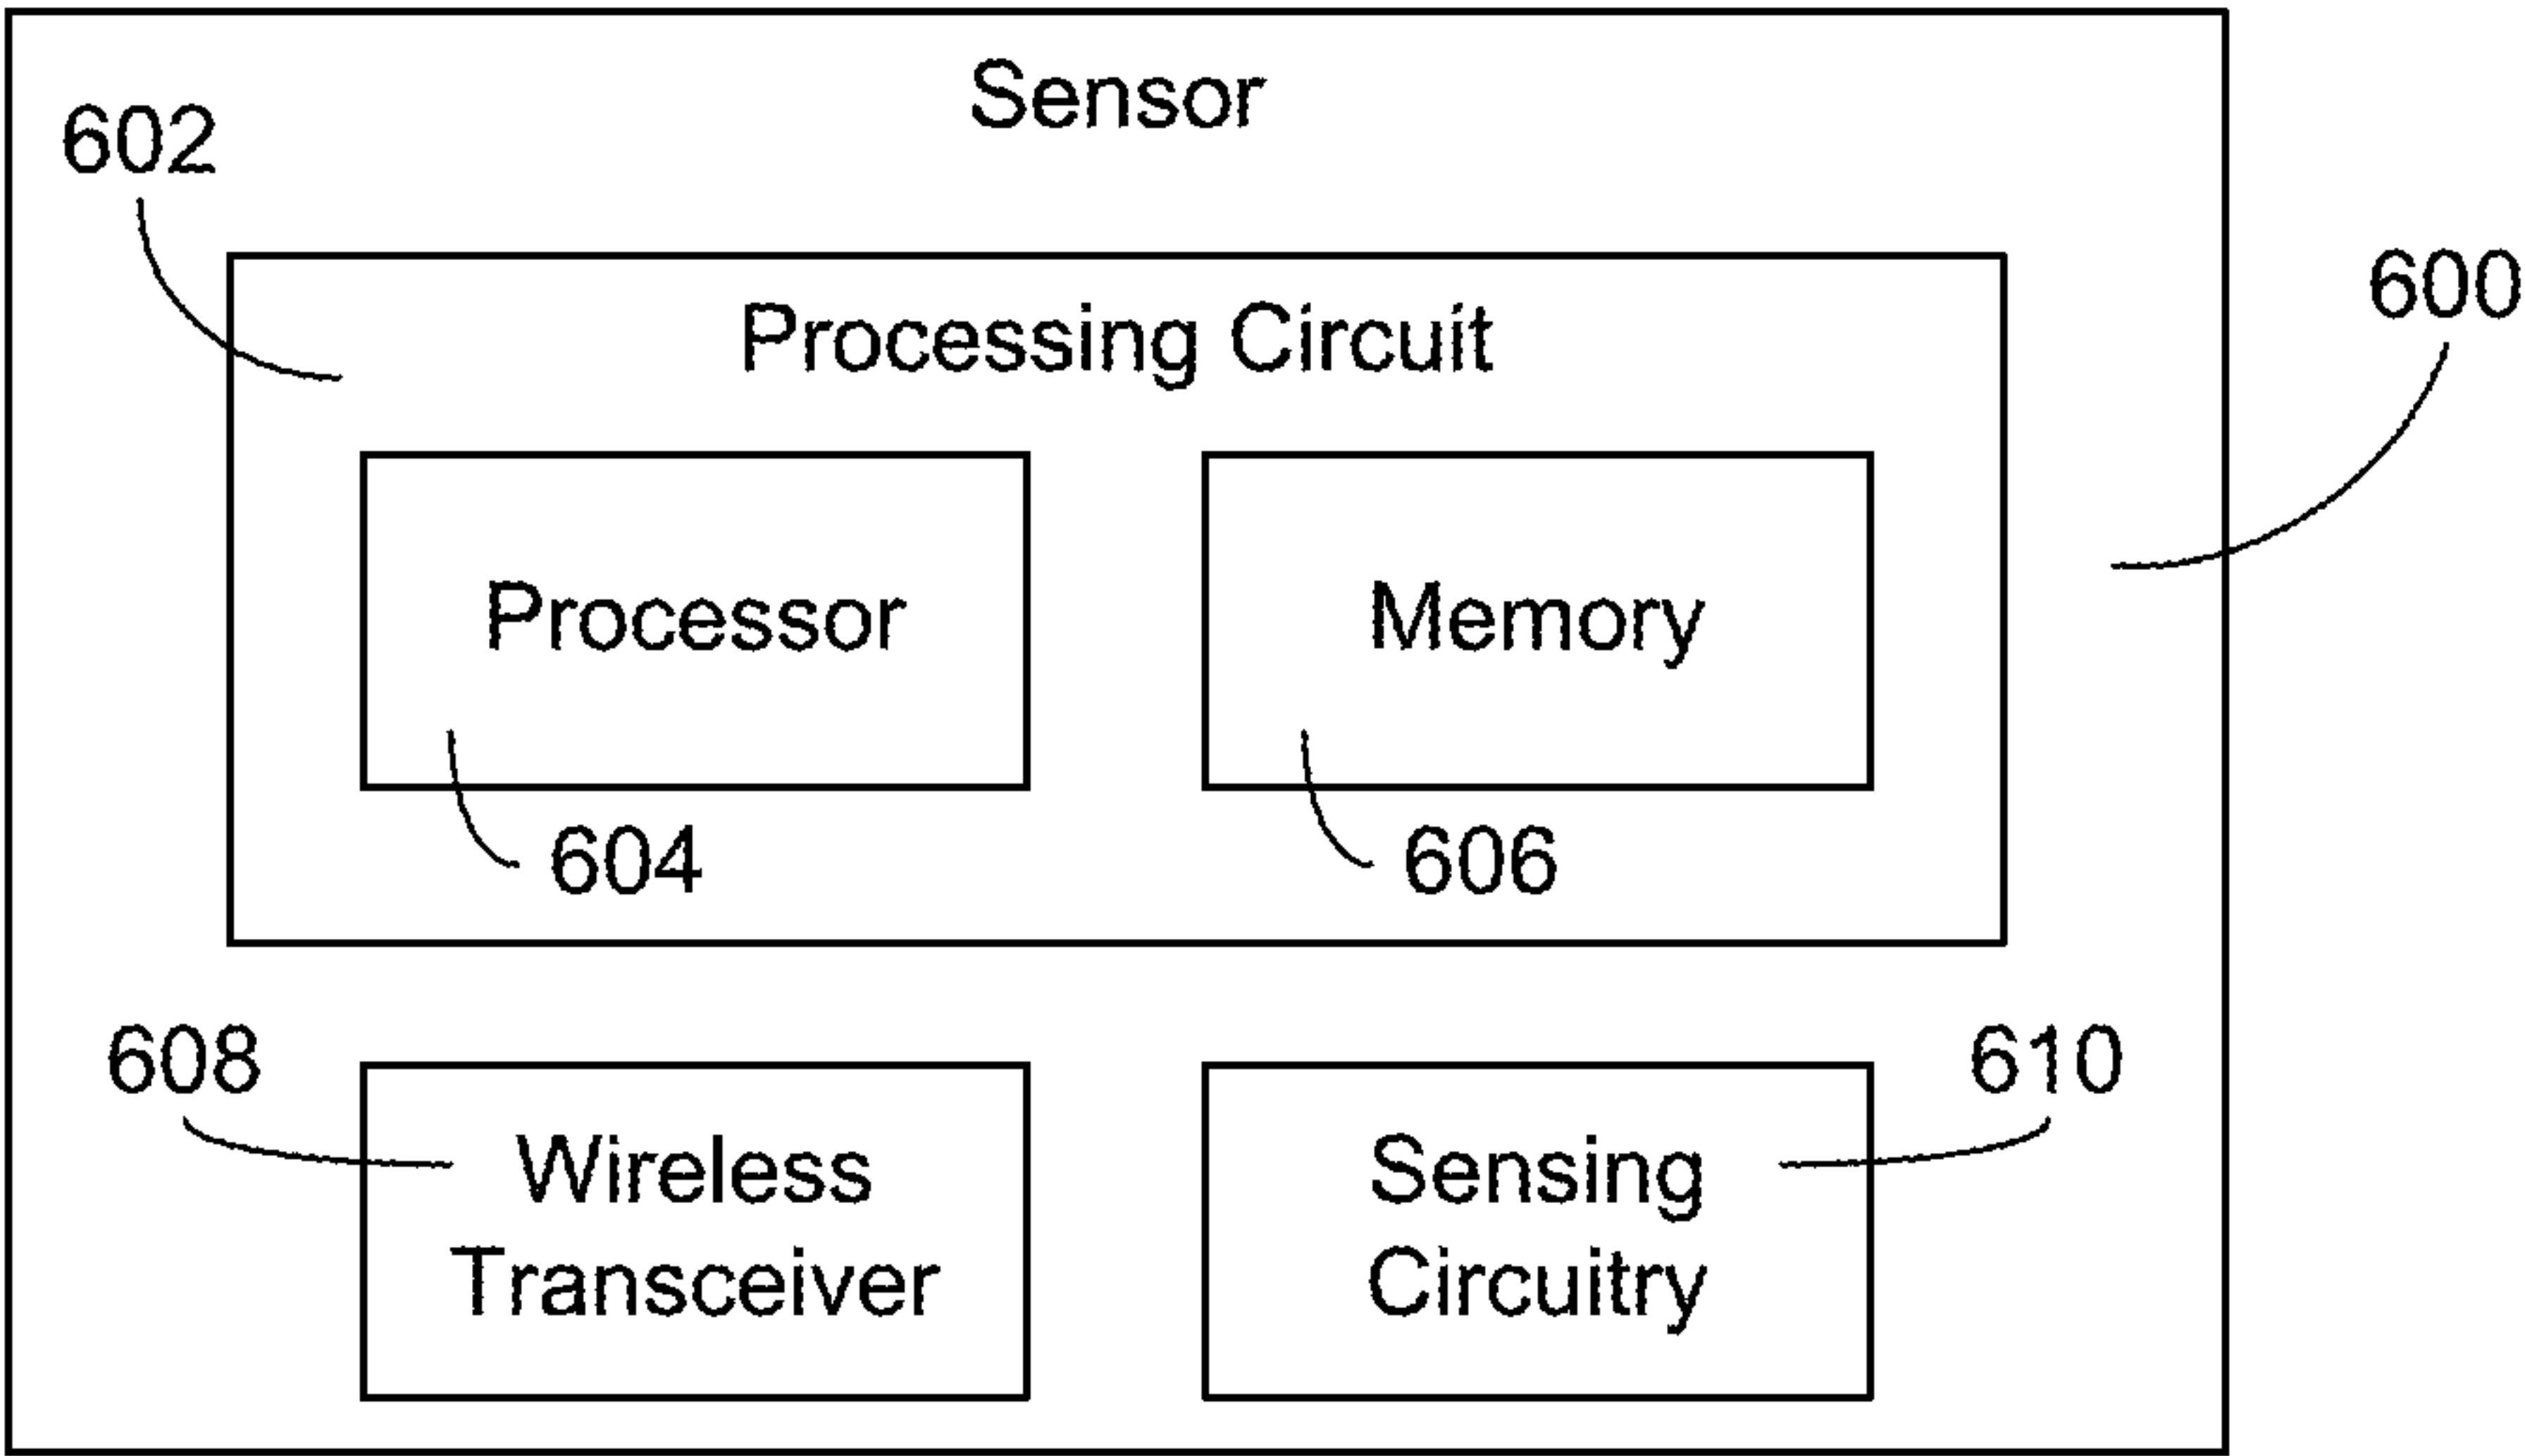 Sensor
602
600
Processing Circuit
Processor
Memory
604
606
608
610
Wireless
Transceiver
Sensing
Circuitry